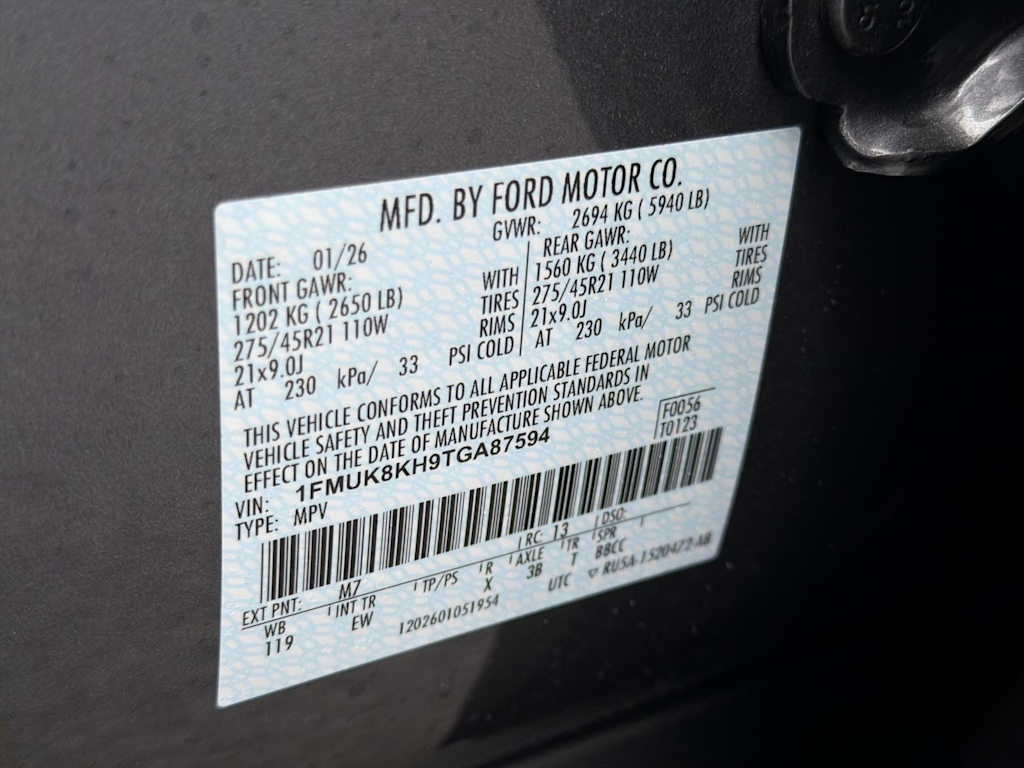 MFD. BY FORD MOTOR CO.
DATE: 01/26 GVWR: 2694 KG ( 5940 LB)
FRONT GAWR: WITH REAR GAWR: WITH
1202 KG ( 2650 LB) TIRES 1560 KG ( 3440 LB) TIRES
275/45R21 110W RIMS 275/45R21 110W RIMS
21x9.0J PSI COLD 21x9.0J PSI COLD
AT 230 kPa/ 33 AT 230 kPa/ 33
THIS VEHICLE CONFORMS TO ALL APPLICABLE FEDERAL MOTOR
VEHICLE SAFETY AND THEFT PREVENTION STANDARDS IN
EFFECT ON THE DATE OF MANUFACTURE SHOWN ABOVE.
VIN: 1FMUK8KH9TGA87594 F0056
TYPE: MPV T0123
EXT PNT: M7 RC: 13 DSO:
WB INT TR TP/PS R AXLE TR SPR
119 EW X 3B T BBCC
1202601051954 UTC RU5A-1520472-AB